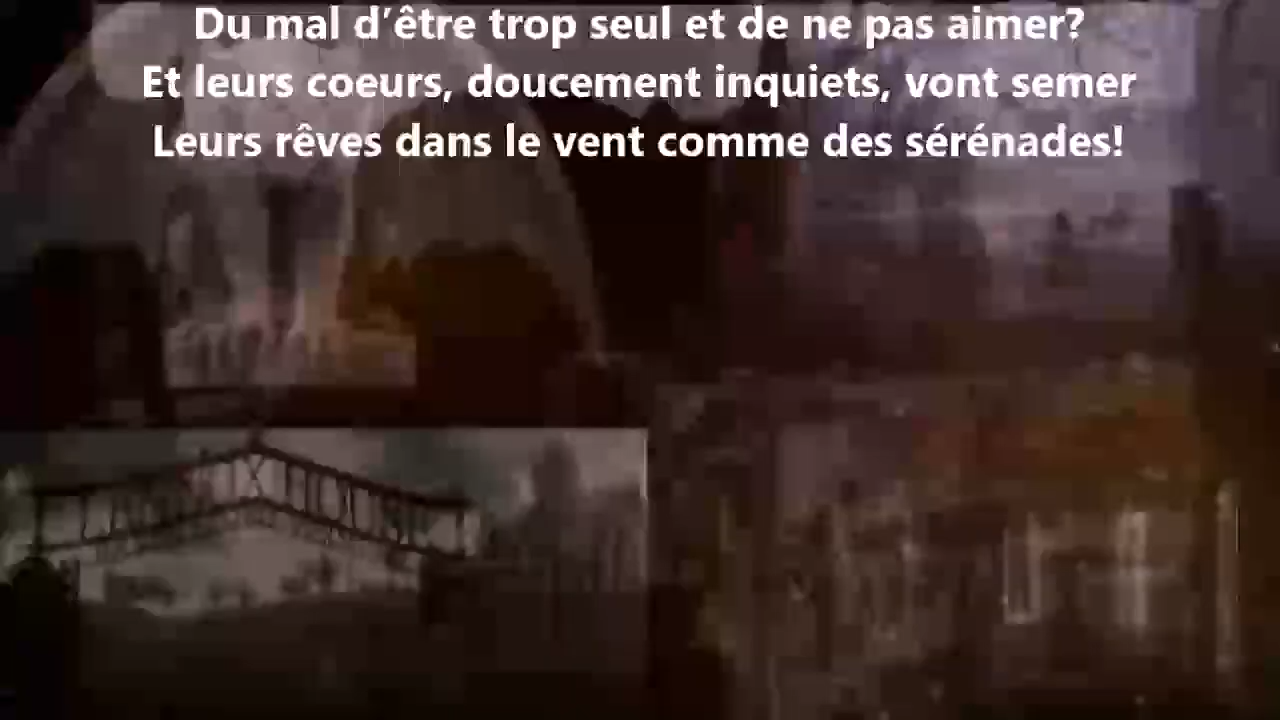 Du mal d’être trop seul et de ne pas aimer?
Et leurs coeurs, doucement inquiets, vont semer
Leurs rêves dans le vent comme des sérénades!